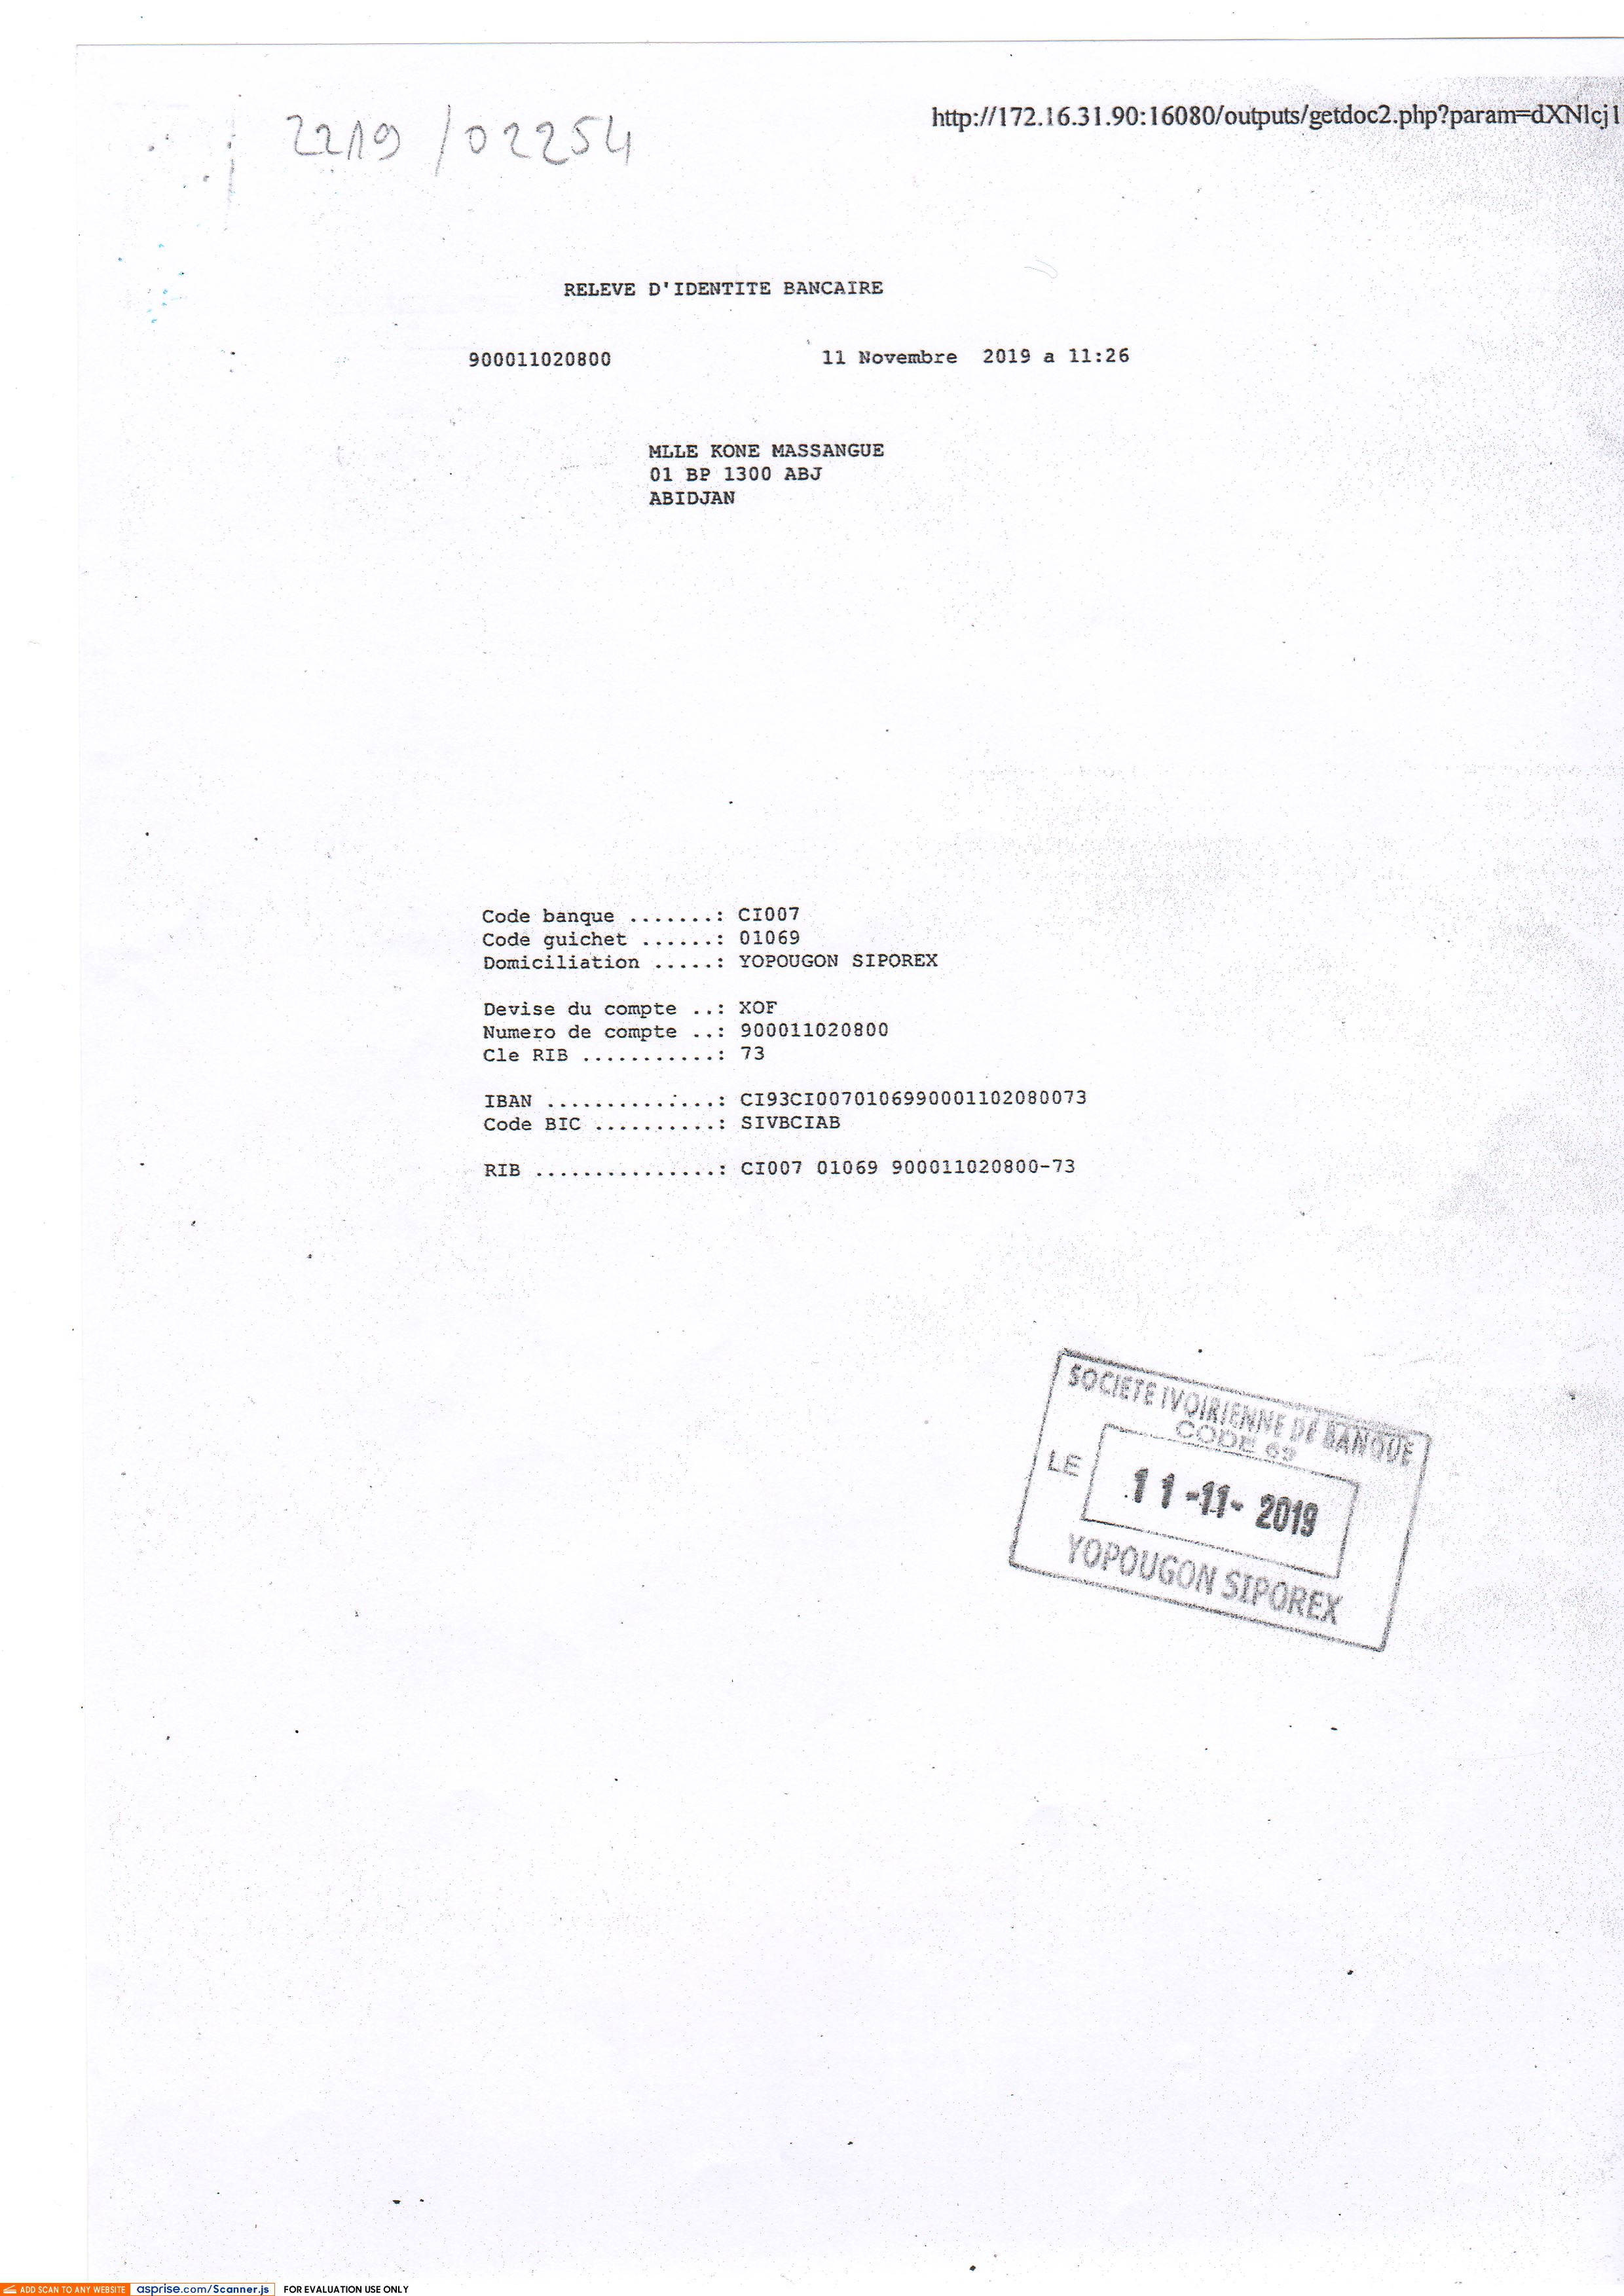 http://172.16.31.90:16080/outputs/getdoc2.php?param=dXNlcj1
2219 /02254
RELEVE D'IDENTITE BANCAIRE
900011020800 11 Novembre 2019 a 11:26
MLLE KONE MASSANGUE
01 BP 1300 ABJ
ABIDJAN
Code banque .......: CI007
Code guichet ......: 01069
Domiciliation .....: YOPOUGON SIPOREX
Devise du compte ..: XOF
Numero de compte ..: 900011020800
Cle RIB ...........: 73
IBAN ..............: CI93CI0070106990001102080073
Code BIC ..........: SIVBCIAB
RIB ...............: CI007 01069 900011020800-73
SOCIETE IVOIRIENNE DE BANQUE
CODE 69
LE 11-11-2019
YOPOUGON SIPOREX
ADD SCAN TO ANY WEBSITE asprise.com/Scanner.js FOR EVALUATION USE ONLY